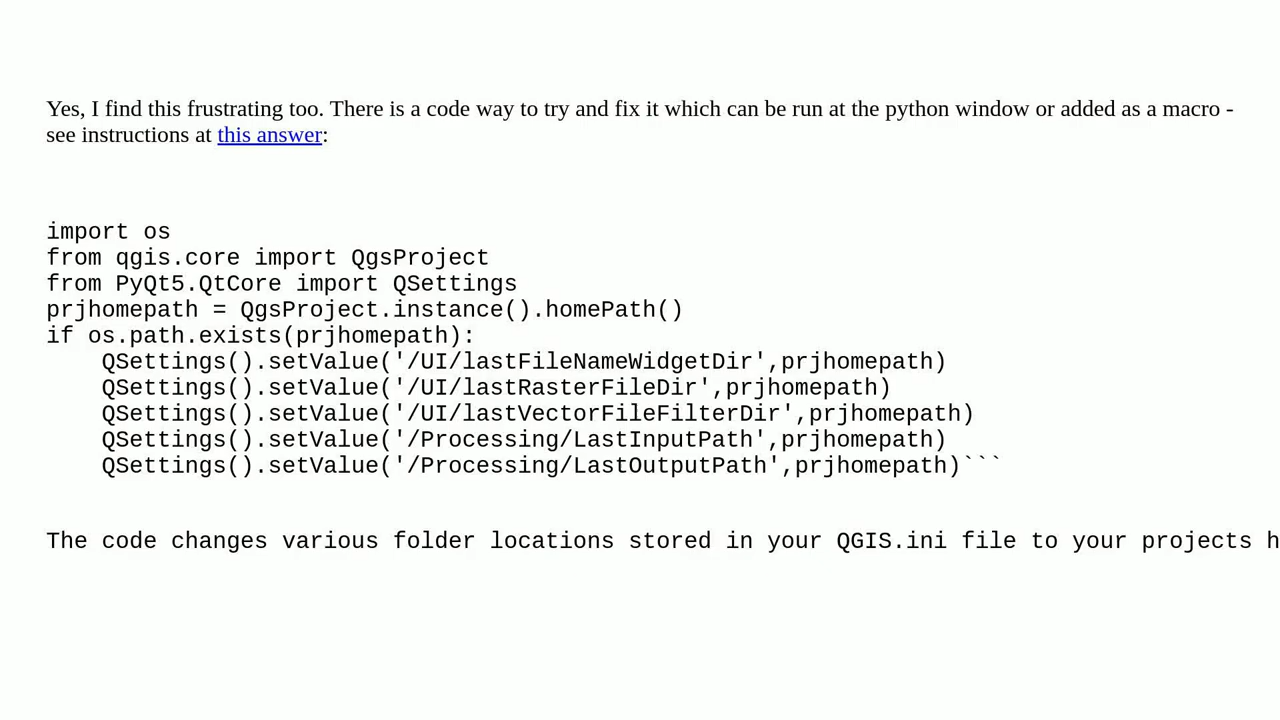 Yes, I find this frustrating too. There is a code way to try and fix it which can be run at the python window or added as a macro -
see instructions at this answer:
import os
from qgis.core import QgsProject
from PyQt5.QtCore import QSettings
prjhomepath = QgsProject.instance().homePath()
if os.path.exists(prjhomepath):
    QSettings().setValue('/UI/lastFileNameWidgetDir',prjhomepath)
    QSettings().setValue('/UI/lastRasterFileDir',prjhomepath)
    QSettings().setValue('/UI/lastVectorFileFilterDir',prjhomepath)
    QSettings().setValue('/Processing/LastInputPath',prjhomepath)
    QSettings().setValue('/Processing/LastOutputPath',prjhomepath)```
The code changes various folder locations stored in your QGIS.ini file to your projects h